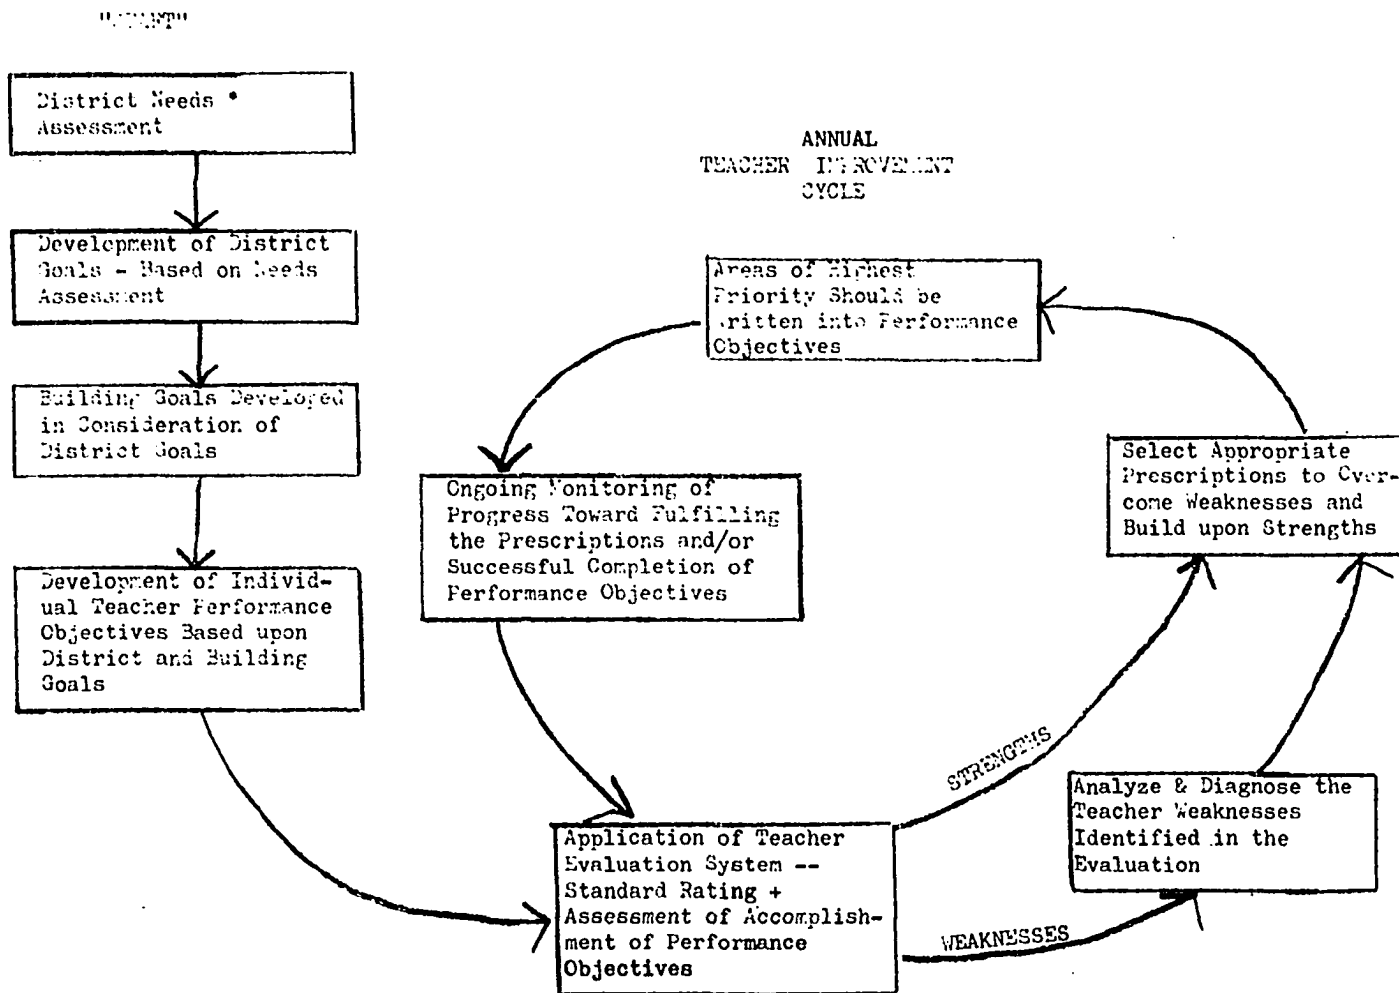 "START"
District Needs *
Assessment
Development of District
Goals - Based on Needs
Assessment
Building Goals Developed
in Consideration of
District Goals
Development of Individ-
ual Teacher Performance
Objectives Based upon
District and Building
Goals
ANNUAL
TEACHER IMPROVEMENT
CYCLE
Areas of Highest
Priority Should be
Written into Performance
Objectives
Ongoing Monitoring of
Progress Toward Fulfilling
the Prescriptions and/or
Successful Completion of
Performance Objectives
Select Appropriate
Prescriptions to Over-
come Weaknesses and
Build upon Strengths
STRENGTHS
Analyze & Diagnose the
Teacher Weaknesses
Identified in the
Evaluation
Application of Teacher
Evaluation System --
Standard Rating +
Assessment of Accomplish-
ment of Performance
Objectives
WEAKNESSES